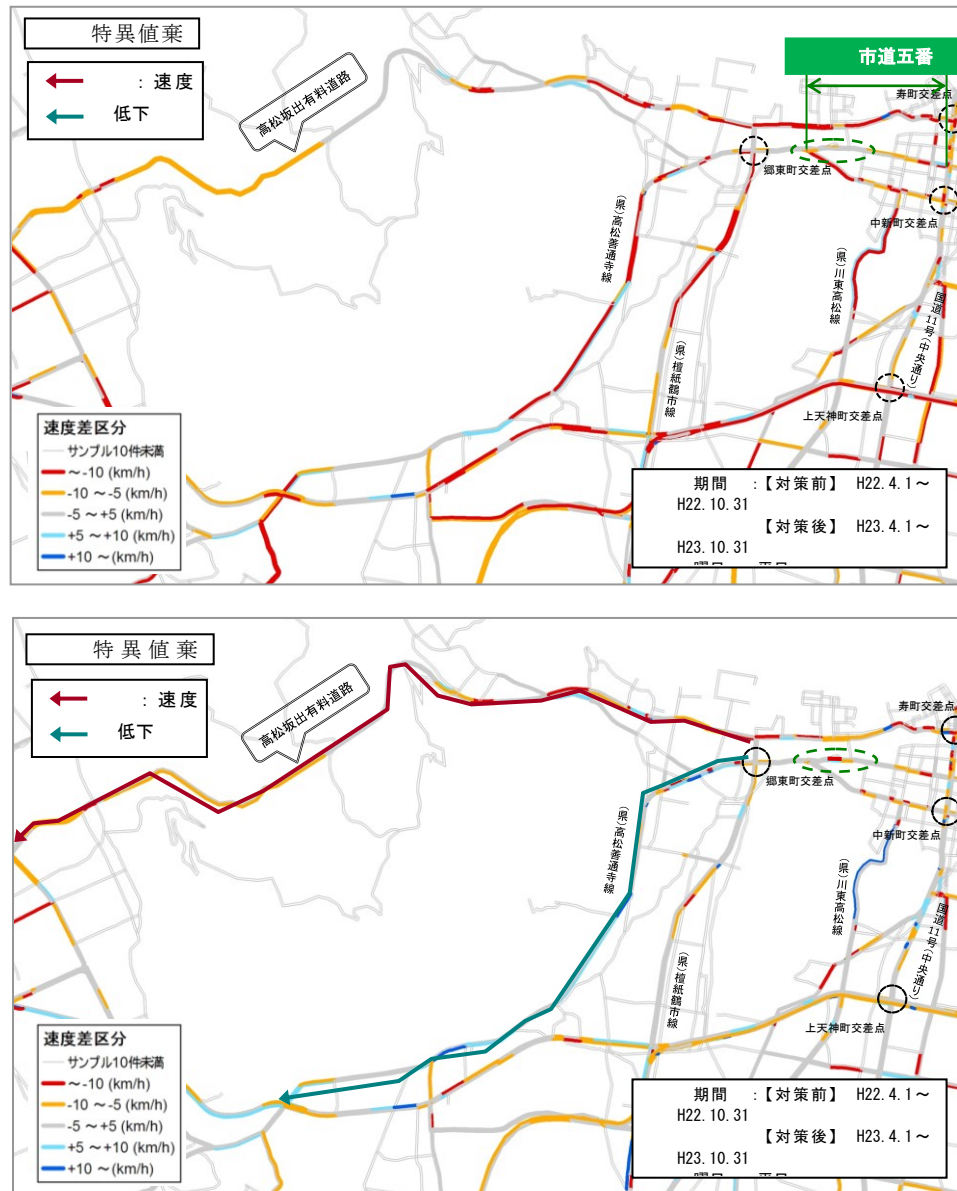 特異値棄
： 速度
低下
高松坂出有料道路
市道五番
寿町交差点
郷東町交差点
中新町交差点
(県)高松善通寺線
(県)檀紙鶴市線
(県)川東高松線
国道11号(中央通り)
上天神町交差点
速度差区分
サンプル10件未満
～-10 (km/h)
-10 ～-5 (km/h)
-5 ～+5 (km/h)
+5 ～+10 (km/h)
+10 ～(km/h)
期間 ：【対策前】 H22.4.1～
H22.10.31
【対策後】 H23.4.1～
H23.10.31
特異値棄
： 速度
低下
高松坂出有料道路
寿町交差点
郷東町交差点
中新町交差点
(県)高松善通寺線
(県)檀紙鶴市線
(県)川東高松線
国道11号(中央通り)
上天神町交差点
速度差区分
サンプル10件未満
～-10 (km/h)
-10 ～-5 (km/h)
-5 ～+5 (km/h)
+5 ～+10 (km/h)
+10 ～(km/h)
期間 ：【対策前】 H22.4.1～
H22.10.31
【対策後】 H23.4.1～
H23.10.31